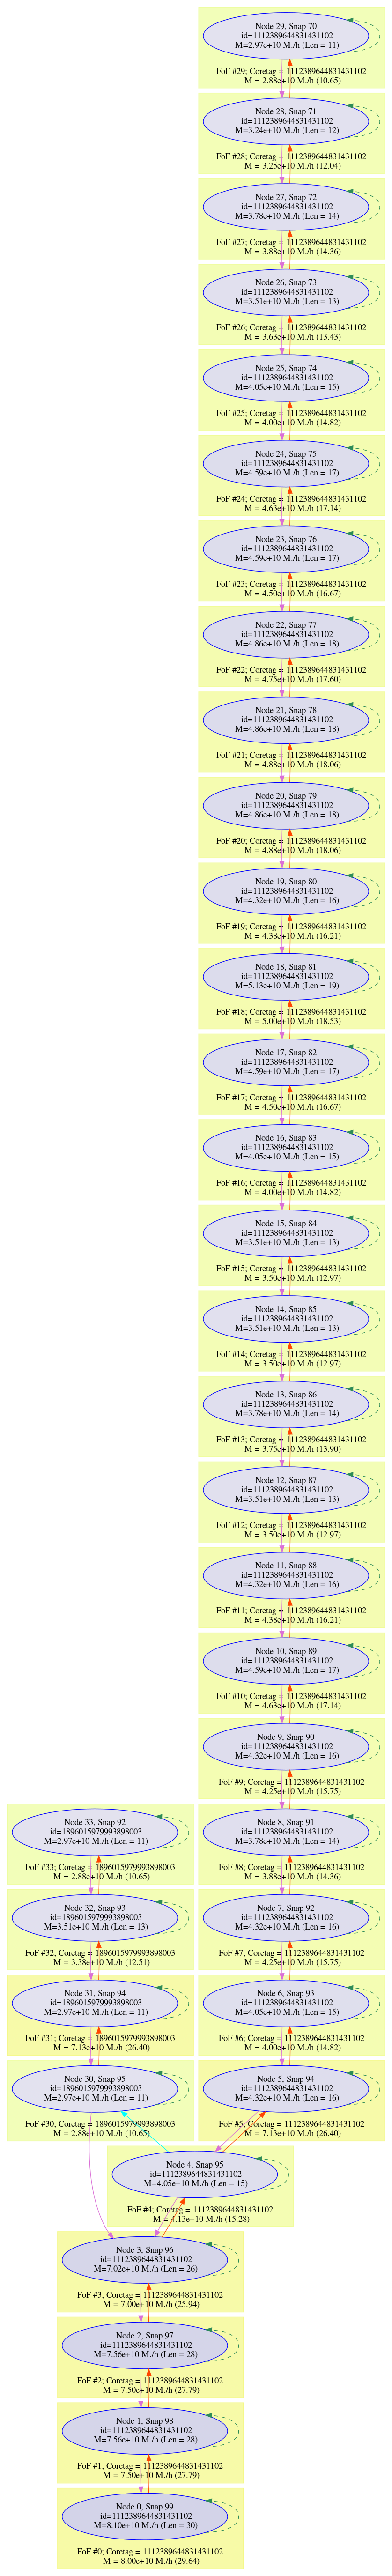 Node 29, Snap 70
id=1112389644831431102
M=2.97e+10 M./h (Len = 11)
FoF #29; Coretag = 1112389644831431102
M = 2.88e+10 M./h (10.65)
Node 28, Snap 71
id=1112389644831431102
M=3.24e+10 M./h (Len = 12)
FoF #28; Coretag = 1112389644831431102
M = 3.25e+10 M./h (12.04)
Node 27, Snap 72
id=1112389644831431102
M=3.78e+10 M./h (Len = 14)
FoF #27; Coretag = 1112389644831431102
M = 3.88e+10 M./h (14.36)
Node 26, Snap 73
id=1112389644831431102
M=3.51e+10 M./h (Len = 13)
FoF #26; Coretag = 1112389644831431102
M = 3.63e+10 M./h (13.43)
Node 25, Snap 74
id=1112389644831431102
M=4.05e+10 M./h (Len = 15)
FoF #25; Coretag = 1112389644831431102
M = 4.00e+10 M./h (14.82)
Node 24, Snap 75
id=1112389644831431102
M=4.59e+10 M./h (Len = 17)
FoF #24; Coretag = 1112389644831431102
M = 4.63e+10 M./h (17.14)
Node 23, Snap 76
id=1112389644831431102
M=4.59e+10 M./h (Len = 17)
FoF #23; Coretag = 1112389644831431102
M = 4.50e+10 M./h (16.67)
Node 22, Snap 77
id=1112389644831431102
M=4.86e+10 M./h (Len = 18)
FoF #22; Coretag = 1112389644831431102
M = 4.75e+10 M./h (17.60)
Node 21, Snap 78
id=1112389644831431102
M=4.86e+10 M./h (Len = 18)
FoF #21; Coretag = 1112389644831431102
M = 4.88e+10 M./h (18.06)
Node 20, Snap 79
id=1112389644831431102
M=4.86e+10 M./h (Len = 18)
FoF #20; Coretag = 1112389644831431102
M = 4.88e+10 M./h (18.06)
Node 19, Snap 80
id=1112389644831431102
M=4.32e+10 M./h (Len = 16)
FoF #19; Coretag = 1112389644831431102
M = 4.38e+10 M./h (16.21)
Node 18, Snap 81
id=1112389644831431102
M=5.13e+10 M./h (Len = 19)
FoF #18; Coretag = 1112389644831431102
M = 5.00e+10 M./h (18.53)
Node 17, Snap 82
id=1112389644831431102
M=4.59e+10 M./h (Len = 17)
FoF #17; Coretag = 1112389644831431102
M = 4.50e+10 M./h (16.67)
Node 16, Snap 83
id=1112389644831431102
M=4.05e+10 M./h (Len = 15)
FoF #16; Coretag = 1112389644831431102
M = 4.00e+10 M./h (14.82)
Node 15, Snap 84
id=1112389644831431102
M=3.51e+10 M./h (Len = 13)
FoF #15; Coretag = 1112389644831431102
M = 3.50e+10 M./h (12.97)
Node 14, Snap 85
id=1112389644831431102
M=3.51e+10 M./h (Len = 13)
FoF #14; Coretag = 1112389644831431102
M = 3.50e+10 M./h (12.97)
Node 13, Snap 86
id=1112389644831431102
M=3.78e+10 M./h (Len = 14)
FoF #13; Coretag = 1112389644831431102
M = 3.75e+10 M./h (13.90)
Node 12, Snap 87
id=1112389644831431102
M=3.51e+10 M./h (Len = 13)
FoF #12; Coretag = 1112389644831431102
M = 3.50e+10 M./h (12.97)
Node 11, Snap 88
id=1112389644831431102
M=4.32e+10 M./h (Len = 16)
FoF #11; Coretag = 1112389644831431102
M = 4.38e+10 M./h (16.21)
Node 10, Snap 89
id=1112389644831431102
M=4.59e+10 M./h (Len = 17)
FoF #10; Coretag = 1112389644831431102
M = 4.63e+10 M./h (17.14)
Node 9, Snap 90
id=1112389644831431102
M=4.32e+10 M./h (Len = 16)
FoF #9; Coretag = 1112389644831431102
M = 4.25e+10 M./h (15.75)
Node 33, Snap 92
id=1896015979993898003
M=2.97e+10 M./h (Len = 11)
FoF #33; Coretag = 1896015979993898003
M = 2.88e+10 M./h (10.65)
Node 8, Snap 91
id=1112389644831431102
M=3.78e+10 M./h (Len = 14)
FoF #8; Coretag = 1112389644831431102
M = 3.88e+10 M./h (14.36)
Node 32, Snap 93
id=1896015979993898003
M=3.51e+10 M./h (Len = 13)
FoF #32; Coretag = 1896015979993898003
M = 3.38e+10 M./h (12.51)
Node 7, Snap 92
id=1112389644831431102
M=4.32e+10 M./h (Len = 16)
FoF #7; Coretag = 1112389644831431102
M = 4.25e+10 M./h (15.75)
Node 31, Snap 94
id=1896015979993898003
M=2.97e+10 M./h (Len = 11)
FoF #31; Coretag = 1896015979993898003
M = 7.13e+10 M./h (26.40)
Node 6, Snap 93
id=1112389644831431102
M=4.05e+10 M./h (Len = 15)
FoF #6; Coretag = 1112389644831431102
M = 4.00e+10 M./h (14.82)
Node 30, Snap 95
id=1896015979993898003
M=2.97e+10 M./h (Len = 11)
FoF #30; Coretag = 1896015979993898003
M = 2.88e+10 M./h (10.65)
Node 5, Snap 94
id=1112389644831431102
M=4.32e+10 M./h (Len = 16)
FoF #5; Coretag = 1112389644831431102
M = 7.13e+10 M./h (26.40)
Node 4, Snap 95
id=1112389644831431102
M=4.05e+10 M./h (Len = 15)
FoF #4; Coretag = 1112389644831431102
M = 4.13e+10 M./h (15.28)
Node 3, Snap 96
id=1112389644831431102
M=7.02e+10 M./h (Len = 26)
FoF #3; Coretag = 1112389644831431102
M = 7.00e+10 M./h (25.94)
Node 2, Snap 97
id=1112389644831431102
M=7.56e+10 M./h (Len = 28)
FoF #2; Coretag = 1112389644831431102
M = 7.50e+10 M./h (27.79)
Node 1, Snap 98
id=1112389644831431102
M=7.56e+10 M./h (Len = 28)
FoF #1; Coretag = 1112389644831431102
M = 7.50e+10 M./h (27.79)
Node 0, Snap 99
id=1112389644831431102
M=8.10e+10 M./h (Len = 30)
FoF #0; Coretag = 1112389644831431102
M = 8.00e+10 M./h (29.64)